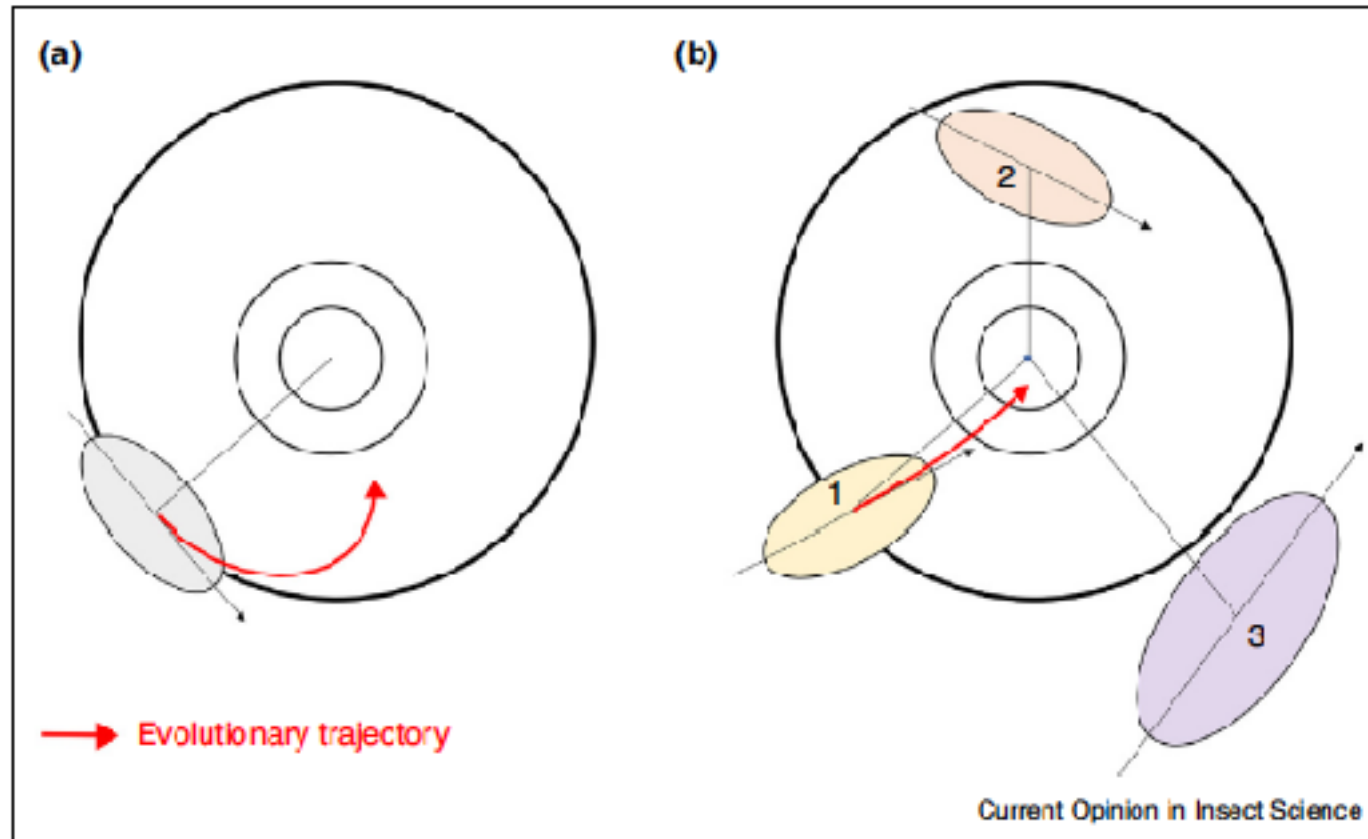 (a)
(b)
2
1
3
Evolutionary trajectory
Current Opinion in Insect Science